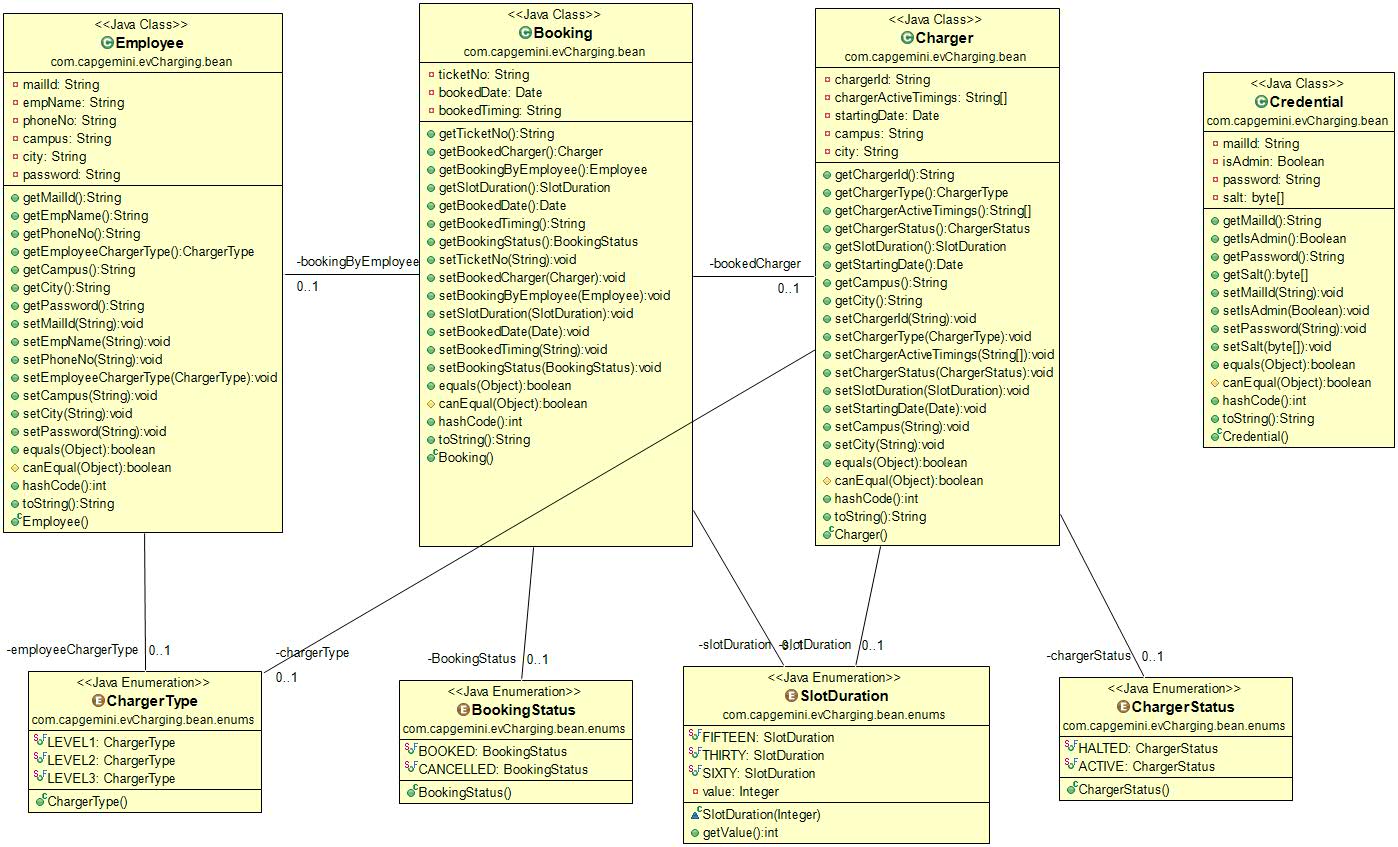 <<Java Class>>
Employee
com.capgemini.evCharging.bean
mailId: String
empName: String
phoneNo: String
campus: String
city: String
password: String
getMailId():String
getEmpName():String
getPhoneNo():String
getEmployeeChargerType():ChargerType
getCampus():String
getCity():String
getPassword():String
setMailId(String):void
setEmpName(String):void
setPhoneNo(String):void
setEmployeeChargerType(ChargerType):void
setCampus(String):void
setCity(String):void
setPassword(String):void
equals(Object):boolean
canEqual(Object):boolean
hashCode():int
toString():String
Employee()
-bookingByEmployee
0..1
<<Java Class>>
Booking
com.capgemini.evCharging.bean
ticketNo: String
bookedDate: Date
bookedTiming: String
getTicketNo():String
getBookedCharger():Charger
getBookingByEmployee():Employee
getSlotDuration():SlotDuration
getBookedDate():Date
getBookedTiming():String
getBookingStatus():BookingStatus
setTicketNo(String):void
setBookedCharger(Charger):void
setBookingByEmployee(Employee):void
setSlotDuration(SlotDuration):void
setBookedDate(Date):void
setBookedTiming(String):void
setBookingStatus(BookingStatus):void
equals(Object):boolean
canEqual(Object):boolean
hashCode():int
toString():String
Booking()
-bookedCharger
0..1
<<Java Class>>
Charger
com.capgemini.evCharging.bean
chargerId: String
chargerActiveTimings: String[]
startingDate: Date
campus: String
city: String
getChargerId():String
getChargerType():ChargerType
getChargerActiveTimings():String[]
getChargerStatus():ChargerStatus
getSlotDuration():SlotDuration
getStartingDate():Date
getCampus():String
getCity():String
setChargerId(String):void
setChargerType(ChargerType):void
setChargerActiveTimings(String[]):void
setChargerStatus(ChargerStatus):void
setSlotDuration(SlotDuration):void
setStartingDate(Date):void
setCampus(String):void
setCity(String):void
equals(Object):boolean
canEqual(Object):boolean
hashCode():int
toString():String
Charger()
<<Java Class>>
Credential
com.capgemini.evCharging.bean
mailId: String
isAdmin: Boolean
password: String
salt: byte[]
getMailId():String
getIsAdmin():Boolean
getPassword():String
getSalt():byte[]
setMailId(String):void
setIsAdmin(Boolean):void
setPassword(String):void
setSalt(byte[]):void
equals(Object):boolean
canEqual(Object):boolean
hashCode():int
toString():String
Credential()
-employeeChargerType
0..1
-chargerType
0..1
-BookingStatus
0..1
-slotDuration
0..1
-slotDuration
0..1
-chargerStatus
0..1
<<Java Enumeration>>
ChargerType
com.capgemini.evCharging.bean.enums
LEVEL1: ChargerType
LEVEL2: ChargerType
LEVEL3: ChargerType
ChargerType()
<<Java Enumeration>>
BookingStatus
com.capgemini.evCharging.bean.enums
BOOKED: BookingStatus
CANCELLED: BookingStatus
BookingStatus()
<<Java Enumeration>>
SlotDuration
com.capgemini.evCharging.bean.enums
FIFTEEN: SlotDuration
THIRTY: SlotDuration
SIXTY: SlotDuration
value: Integer
SlotDuration(Integer)
getValue():int
<<Java Enumeration>>
ChargerStatus
com.capgemini.evCharging.bean.enums
HALTED: ChargerStatus
ACTIVE: ChargerStatus
ChargerStatus()